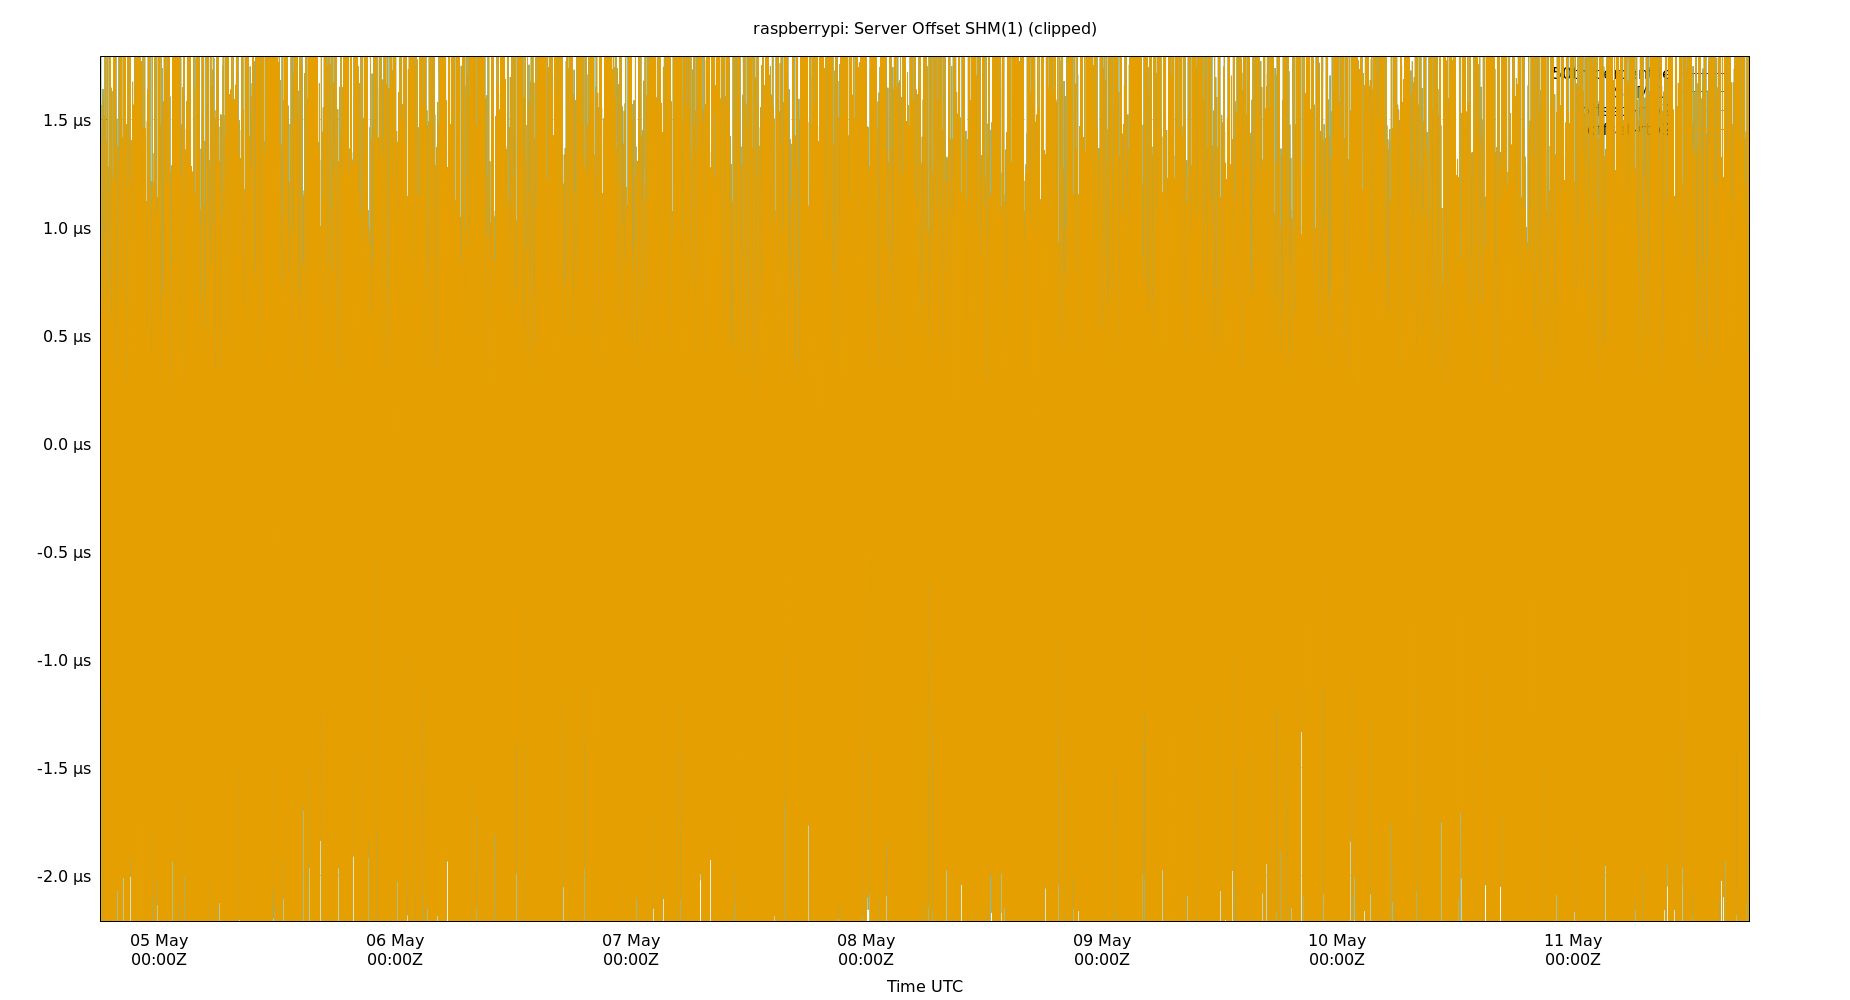 raspberrypi: Server Offset SHM(1) (clipped)
1.5 µs
1.0 µs
0.5 µs
0.0 µs
-0.5 µs
-1.0 µs
-1.5 µs
-2.0 µs
05 May 06 May 07 May 08 May 09 May 10 May 11 May
00:00Z 00:00Z 00:00Z 00:00Z 00:00Z 00:00Z 00:00Z
Time UTC